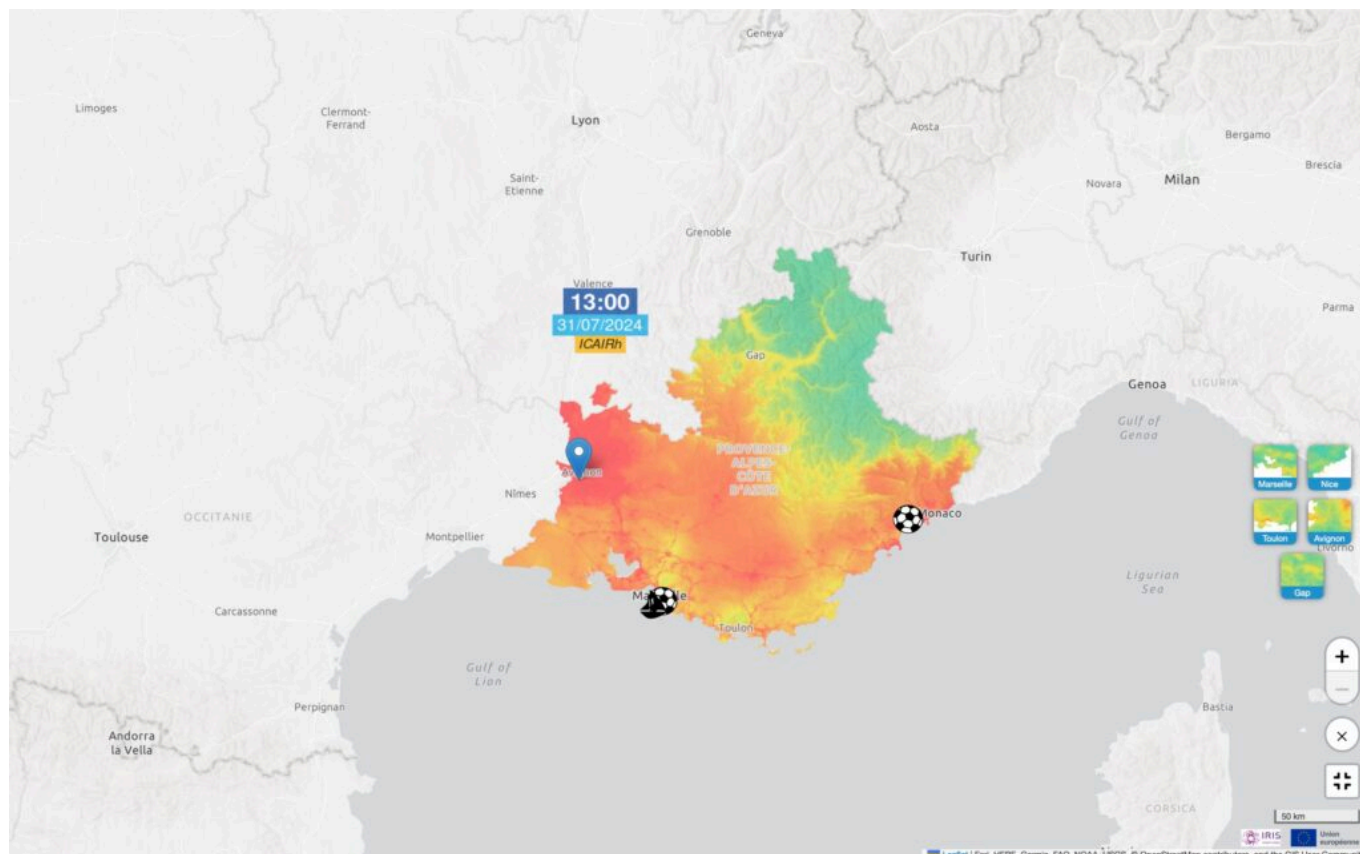 Geneva
Limoges
Clermont-
Ferrand
Lyon
Aosta
Bergamo
Brescia
Saint-
Etienne
Novara
Milan
Grenoble
Turin
Valence
13:00
31/07/2024
ICAIRh
Parma
Gap
Genoa
LIGURIA
Gulf of
Genoa
PROVENCE-
ALPES-
CÔTE
D'AZUR
Marseille
Nice
Nîmes
OCCITANIE
Monaco
Toulouse
Montpellier
Toulon
Avignon
Livorno
Ligurian
Sea
Gap
Carcassonne
Toulon
Gulf of
Lion
Perpignan
Bastia
Andorra
la Vella
CORSICA
50 km
IRIS
Union
européenne